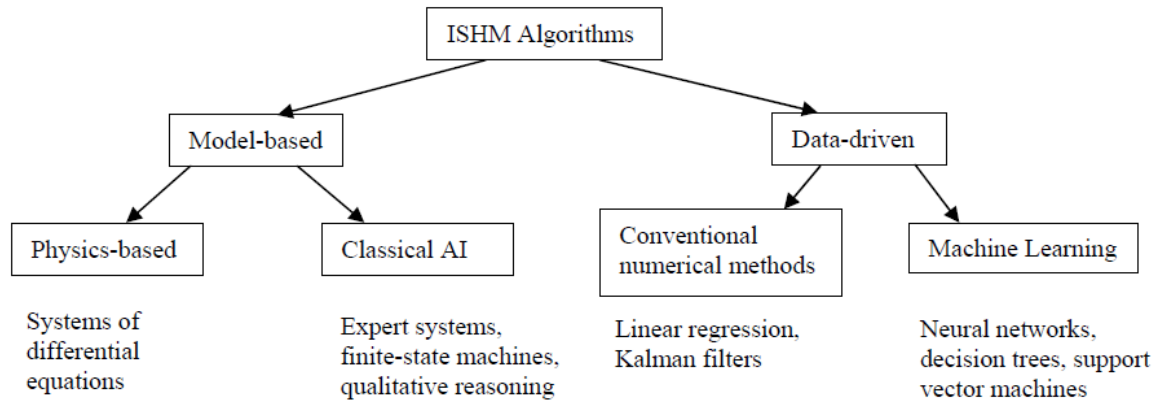 ISHM Algorithms
Model-based
Data-driven
Physics-based
Classical AI
Conventional
numerical methods
Machine Learning
Systems of
differential
equations
Expert systems,
finite-state machines,
qualitative reasoning
Linear regression,
Kalman filters
Neural networks,
decision trees, support
vector machines